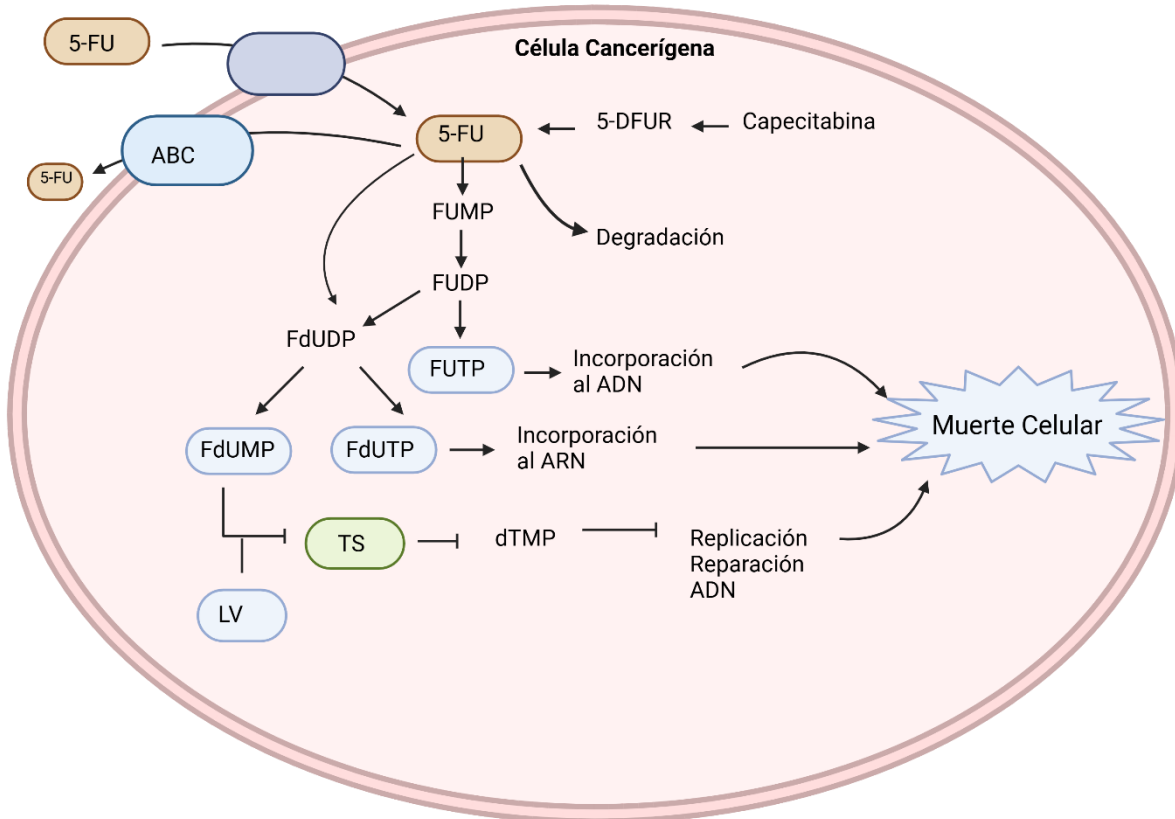 Célula Cancerígena
5-FU
ABC
5-FU
5-FU
5-DFUR
Capecitabina
FUMP
Degradación
FUDP
FdUDP
FUTP
Incorporación
al ADN
FdUMP
FdUTP
Incorporación
al ARN
Muerte Celular
TS
dTMP
Replicación
Reparación
ADN
LV